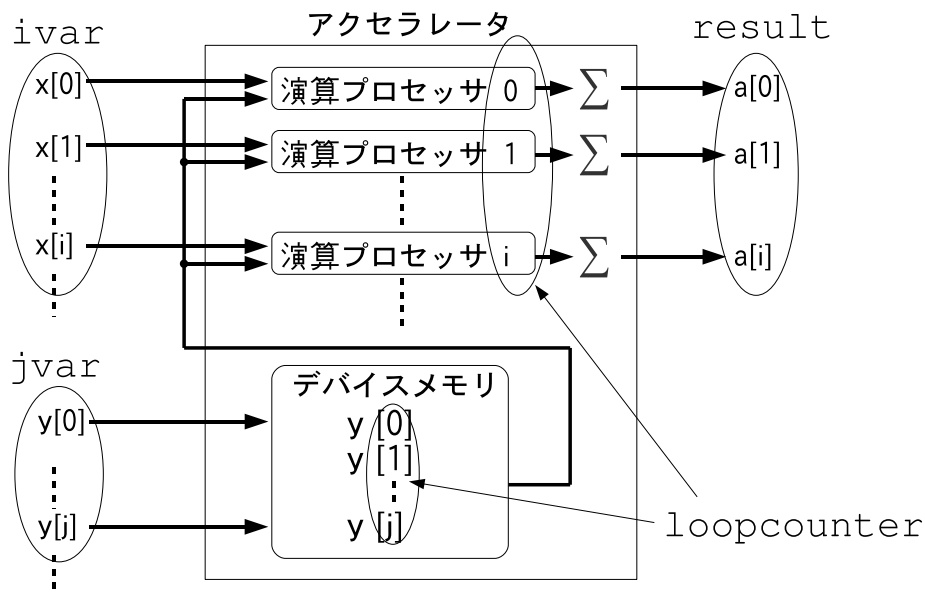 アクセラレータ
ivar
result
x[0]
演算プロセッサ 0
∑
a[0]
x[1]
演算プロセッサ 1
∑
a[1]
x[i]
演算プロセッサ i
∑
a[i]
jvar
デバイスメモリ
y[0]
y [0]
y [1]
y[j]
y [j]
loopcounter